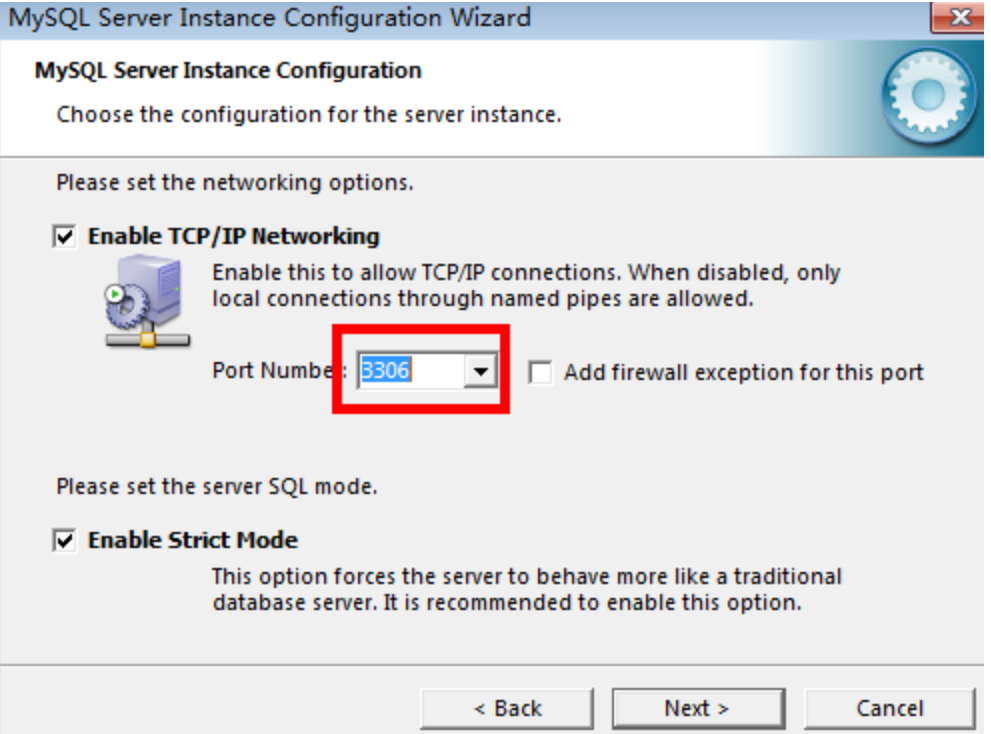 MySQL Server Instance Configuration Wizard
MySQL Server Instance Configuration
Choose the configuration for the server instance.
Please set the networking options.
Enable TCP/IP Networking
Enable this to allow TCP/IP connections. When disabled, only
local connections through named pipes are allowed.
Port Number: 3306 Add firewall exception for this port
Please set the server SQL mode.
Enable Strict Mode
This option forces the server to behave more like a traditional
database server. It is recommended to enable this option.
< Back Next > Cancel